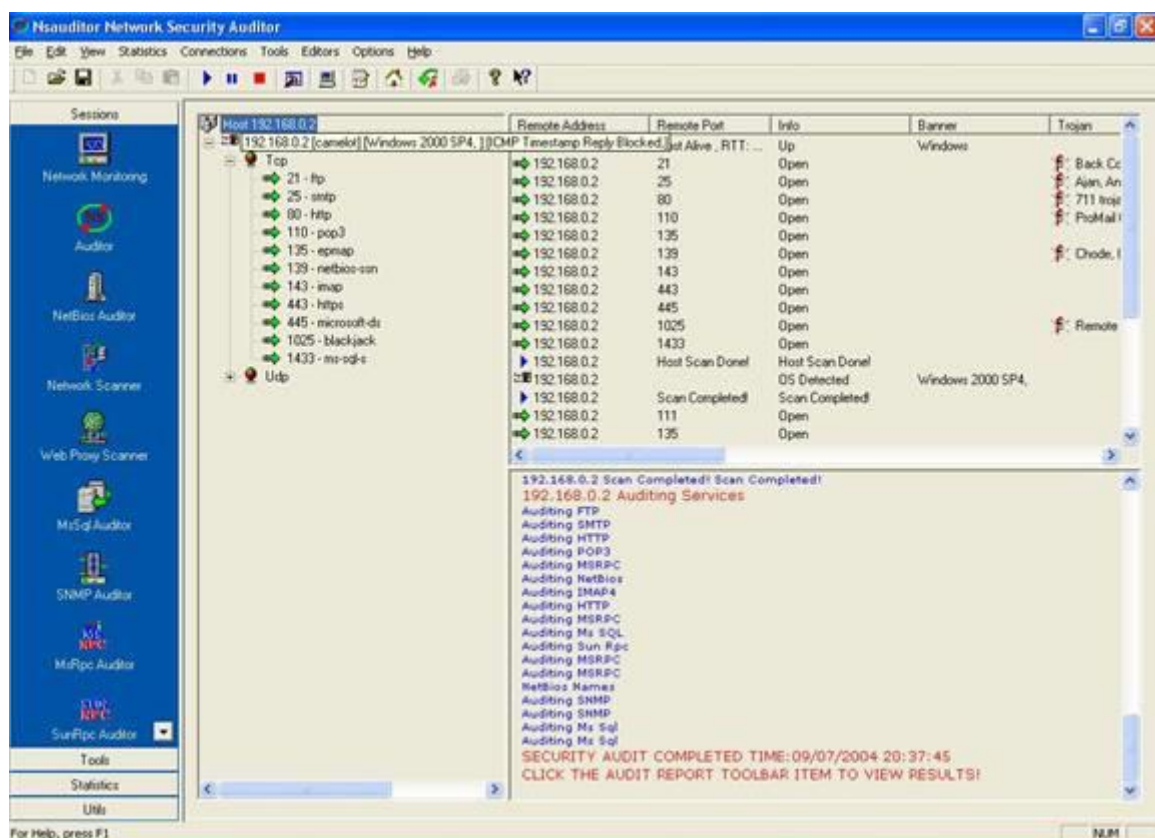 Nsauditor Network Security Auditor
File Edit View Statistics Connections Tools Editors Options Help
Sessions
Network Monitoring
Auditor
NetBios Auditor
Network Scanner
Web Proxy Scanner
MsSql Auditor
SNMP Auditor
MsRpc Auditor
SunRpc Auditor
Tools
Statistics
Utils
Host 192.168.0.2
192.168.0.2 [camelot] [Windows 2000 SP4, ] [ICMP Timestamp Reply Blocked,]
Tcp
21 - ftp
25 - smtp
80 - http
110 - pop3
135 - epmap
139 - netbios-ssn
143 - imap
443 - https
445 - microsoft-ds
1025 - blackjack
1433 - ms-sql-s
Udp
Remote Address Remote Port Info Banner Trojan
Alive , RTT: ... Windows
192.168.0.2 21 Open Back Cc
192.168.0.2 25 Open Ajan, An
192.168.0.2 80 Open 711 troja
192.168.0.2 110 Open ProMail
192.168.0.2 135 Open
192.168.0.2 139 Open Chode,
192.168.0.2 143 Open
192.168.0.2 443 Open
192.168.0.2 445 Open
192.168.0.2 1025 Open Remote
192.168.0.2 1433 Open
192.168.0.2 Host Scan Done! Host Scan Done!
192.168.0.2 OS Detected Windows 2000 SP4,
192.168.0.2 Scan Completed! Scan Completed!
192.168.0.2 111 Open
192.168.0.2 135 Open
192.168.0.2 Scan Completed! Scan Completed!
192.168.0.2 Auditing Services
Auditing FTP
Auditing SMTP
Auditing HTTP
Auditing POP3
Auditing MSRPC
Auditing NetBios
Auditing IMAP4
Auditing HTTP
Auditing MSRPC
Auditing Ms SQL
Auditing Sun Rpc
Auditing MSRPC
Auditing MSRPC
NetBios Names
Auditing SNMP
Auditing SNMP
Auditing Ms Sql
Auditing Ms Sql
SECURITY AUDIT COMPLETED TIME:09/07/2004 20:37:45
CLICK THE AUDIT REPORT TOOLBAR ITEM TO VIEW RESULTS!
For Help, press F1
NUM